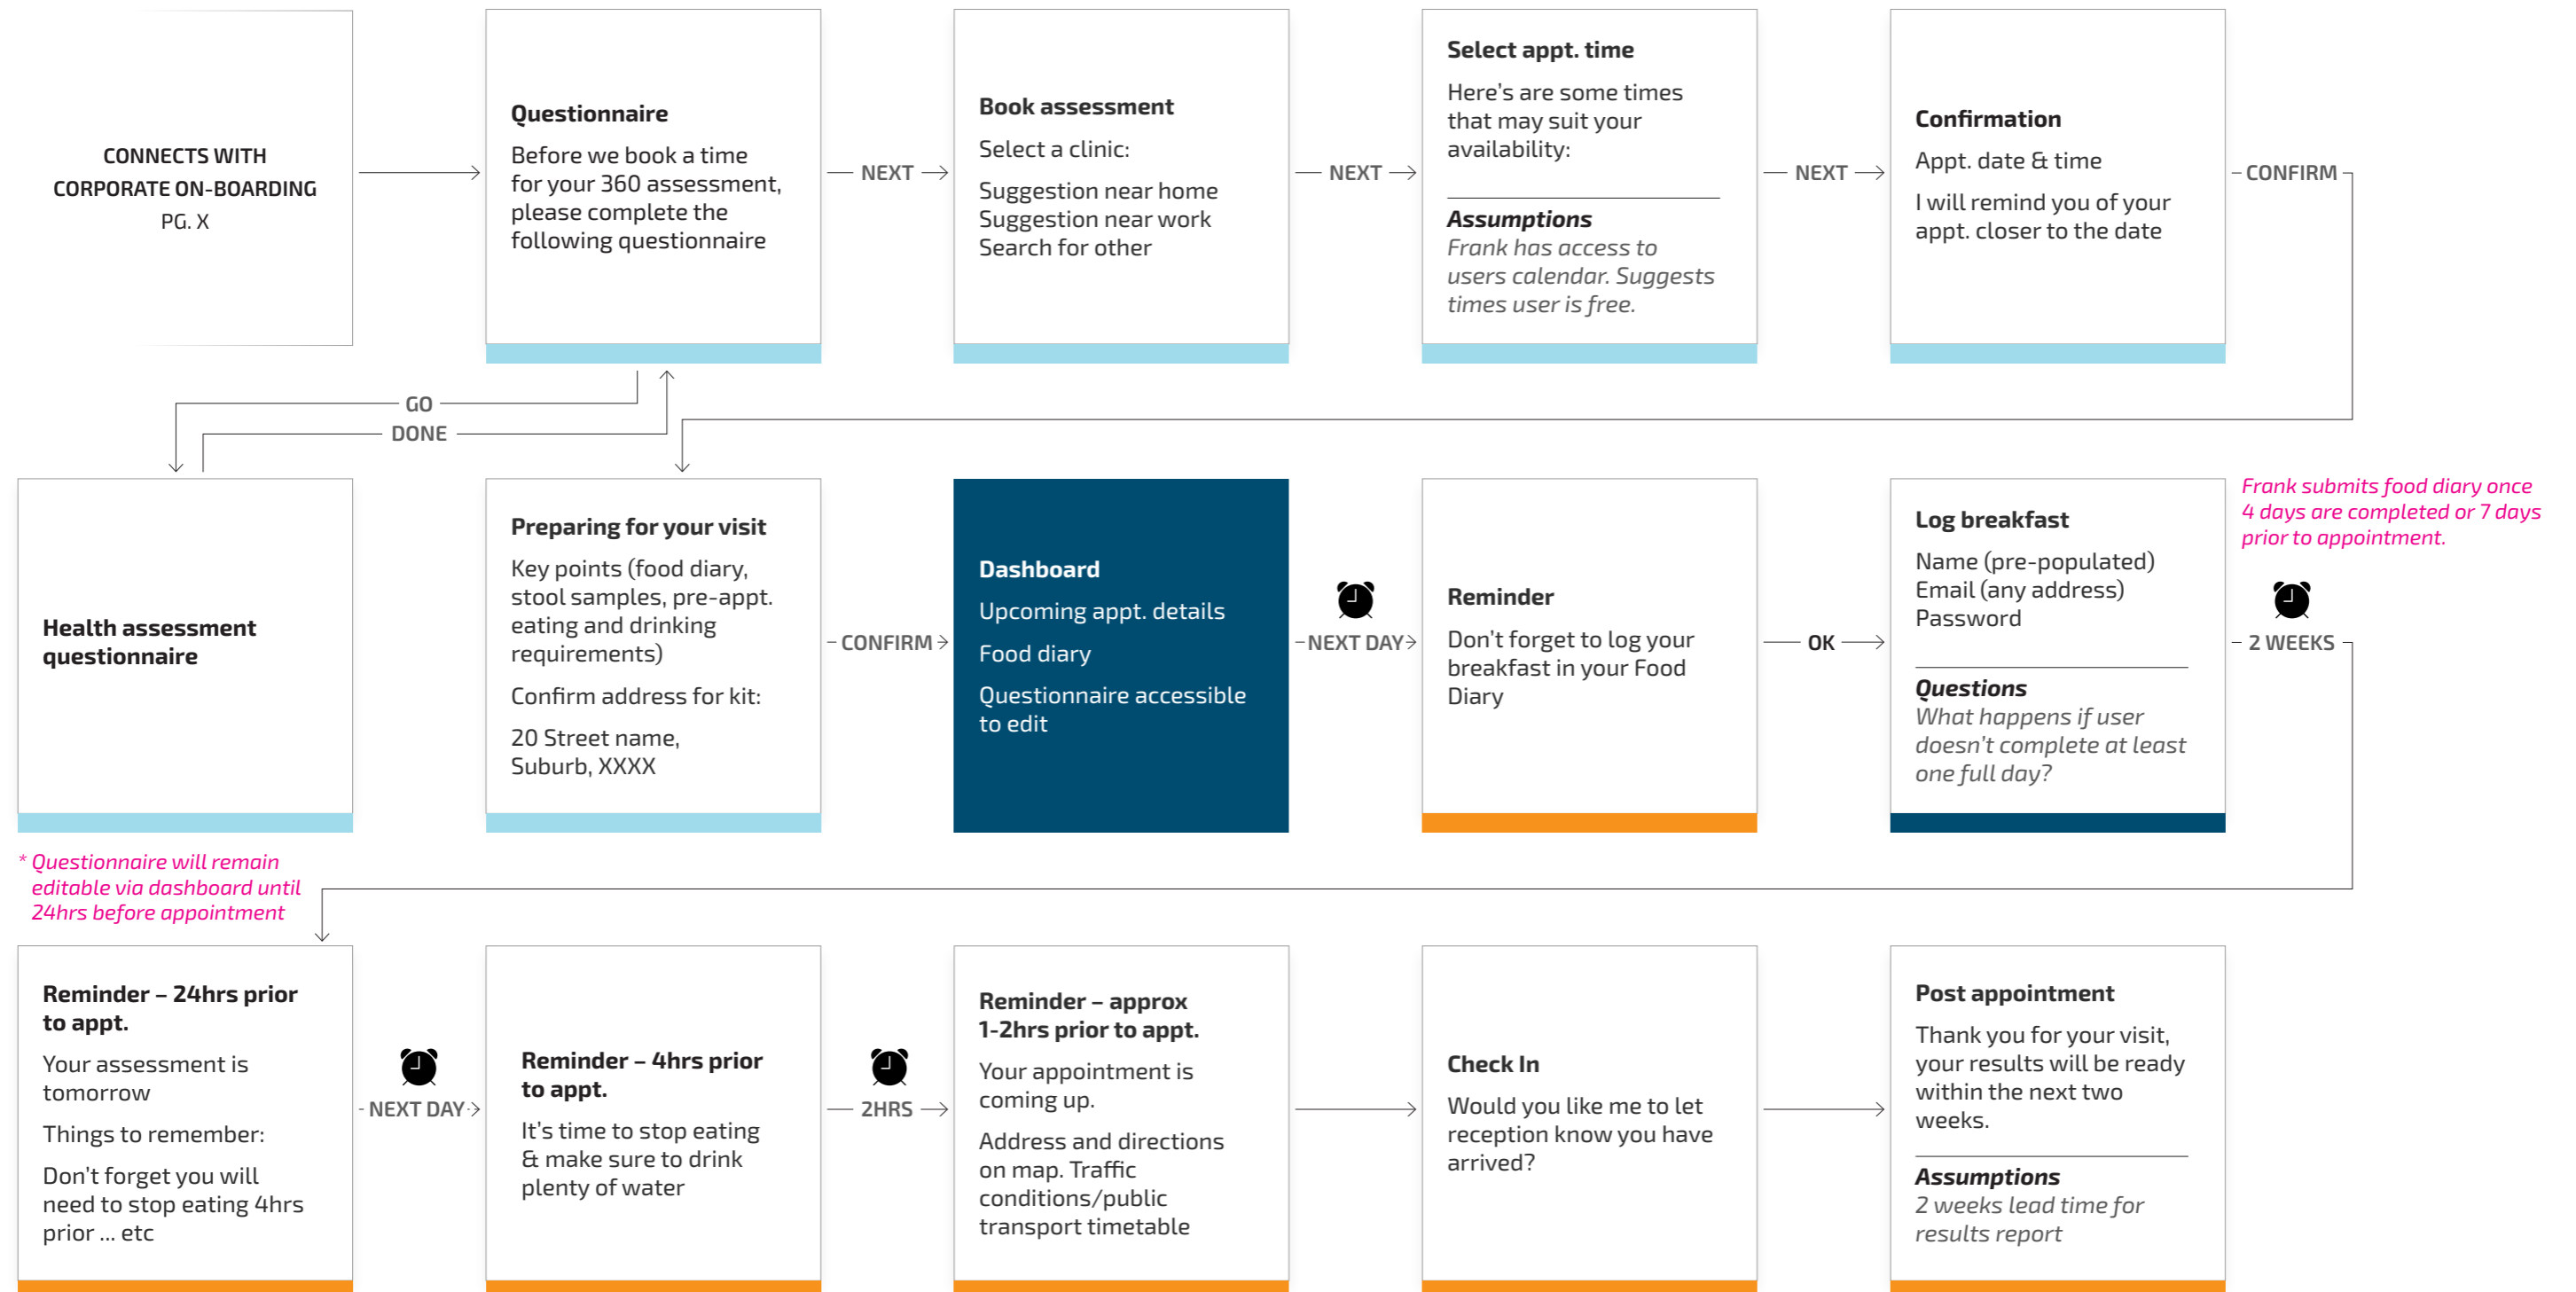 CONNECTS WITH
CORPORATE ON-BOARDING
PG. X
Questionnaire
Before we book a time
for your 360 assessment,
please complete the
following questionnaire
NEXT
Book assessment
Select a clinic:
Suggestion near home
Suggestion near work
Search for other
NEXT
Select appt. time
Here's are some times
that may suit your
availability:
Assumptions
Frank has access to
users calendar. Suggests
times user is free.
NEXT
Confirmation
Appt. date & time
I will remind you of your
appt. closer to the date
CONFIRM
GO
DONE
Health assessment
questionnaire
* Questionnaire will remain
editable via dashboard until
24hrs before appointment
Preparing for your visit
Key points (food diary,
stool samples, pre-appt.
eating and drinking
requirements)
Confirm address for kit:
20 Street name,
Suburb, XXXX
CONFIRM
Dashboard
Upcoming appt. details
Food diary
Questionnaire accessible
to edit
NEXT DAY
Reminder
Don't forget to log your
breakfast in your Food
Diary
OK
Log breakfast
Name (pre-populated)
Email (any address)
Password
Questions
What happens if user
doesn't complete at least
one full day?
Frank submits food diary once
4 days are completed or 7 days
prior to appointment.
2 WEEKS
Reminder – 24hrs prior
to appt.
Your assessment is
tomorrow
Things to remember:
Don't forget you will
need to stop eating 4hrs
prior ... etc
NEXT DAY
Reminder – 4hrs prior
to appt.
It's time to stop eating
& make sure to drink
plenty of water
2HRS
Reminder – approx
1-2hrs prior to appt.
Your appointment is
coming up.
Address and directions
on map. Traffic
conditions/public
transport timetable
Check In
Would you like me to let
reception know you have
arrived?
Post appointment
Thank you for your visit,
your results will be ready
within the next two
weeks.
Assumptions
2 weeks lead time for
results report